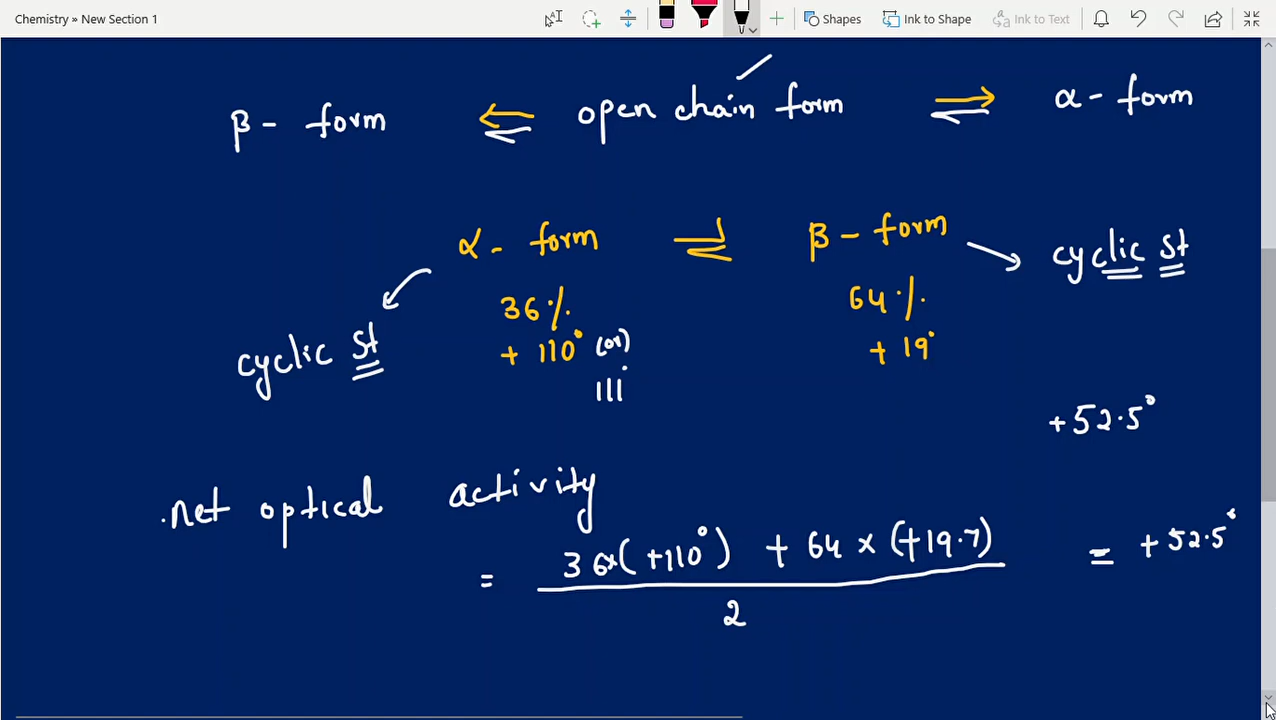 Chemistry » New Section 1
Shapes
Ink to Shape
Ink to Text
β - form ⇌ open chain form ⇌ α - form
α - form ⇌ β - form
cyclic st
36% 64%
+ 110° (or) + 19°
111
cyclic st
+52.5°
net optical activity
= 36×(+110°) + 64 × (+19.7) = +52.5°
2